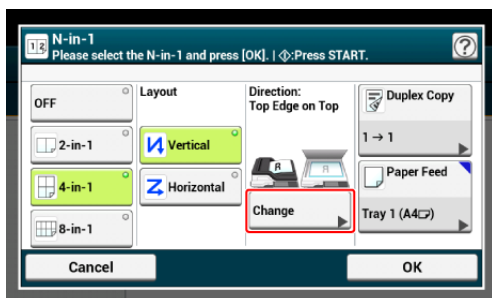 N-in-1
Please select the N-in-1 and press [OK]. | :Press START.
OFF
2-in-1
4-in-1
8-in-1
Layout
Vertical
Horizontal
Direction:
Top Edge on Top
R
R
Change
Duplex Copy
1 → 1
Paper Feed
Tray 1 (A4)
Cancel
OK